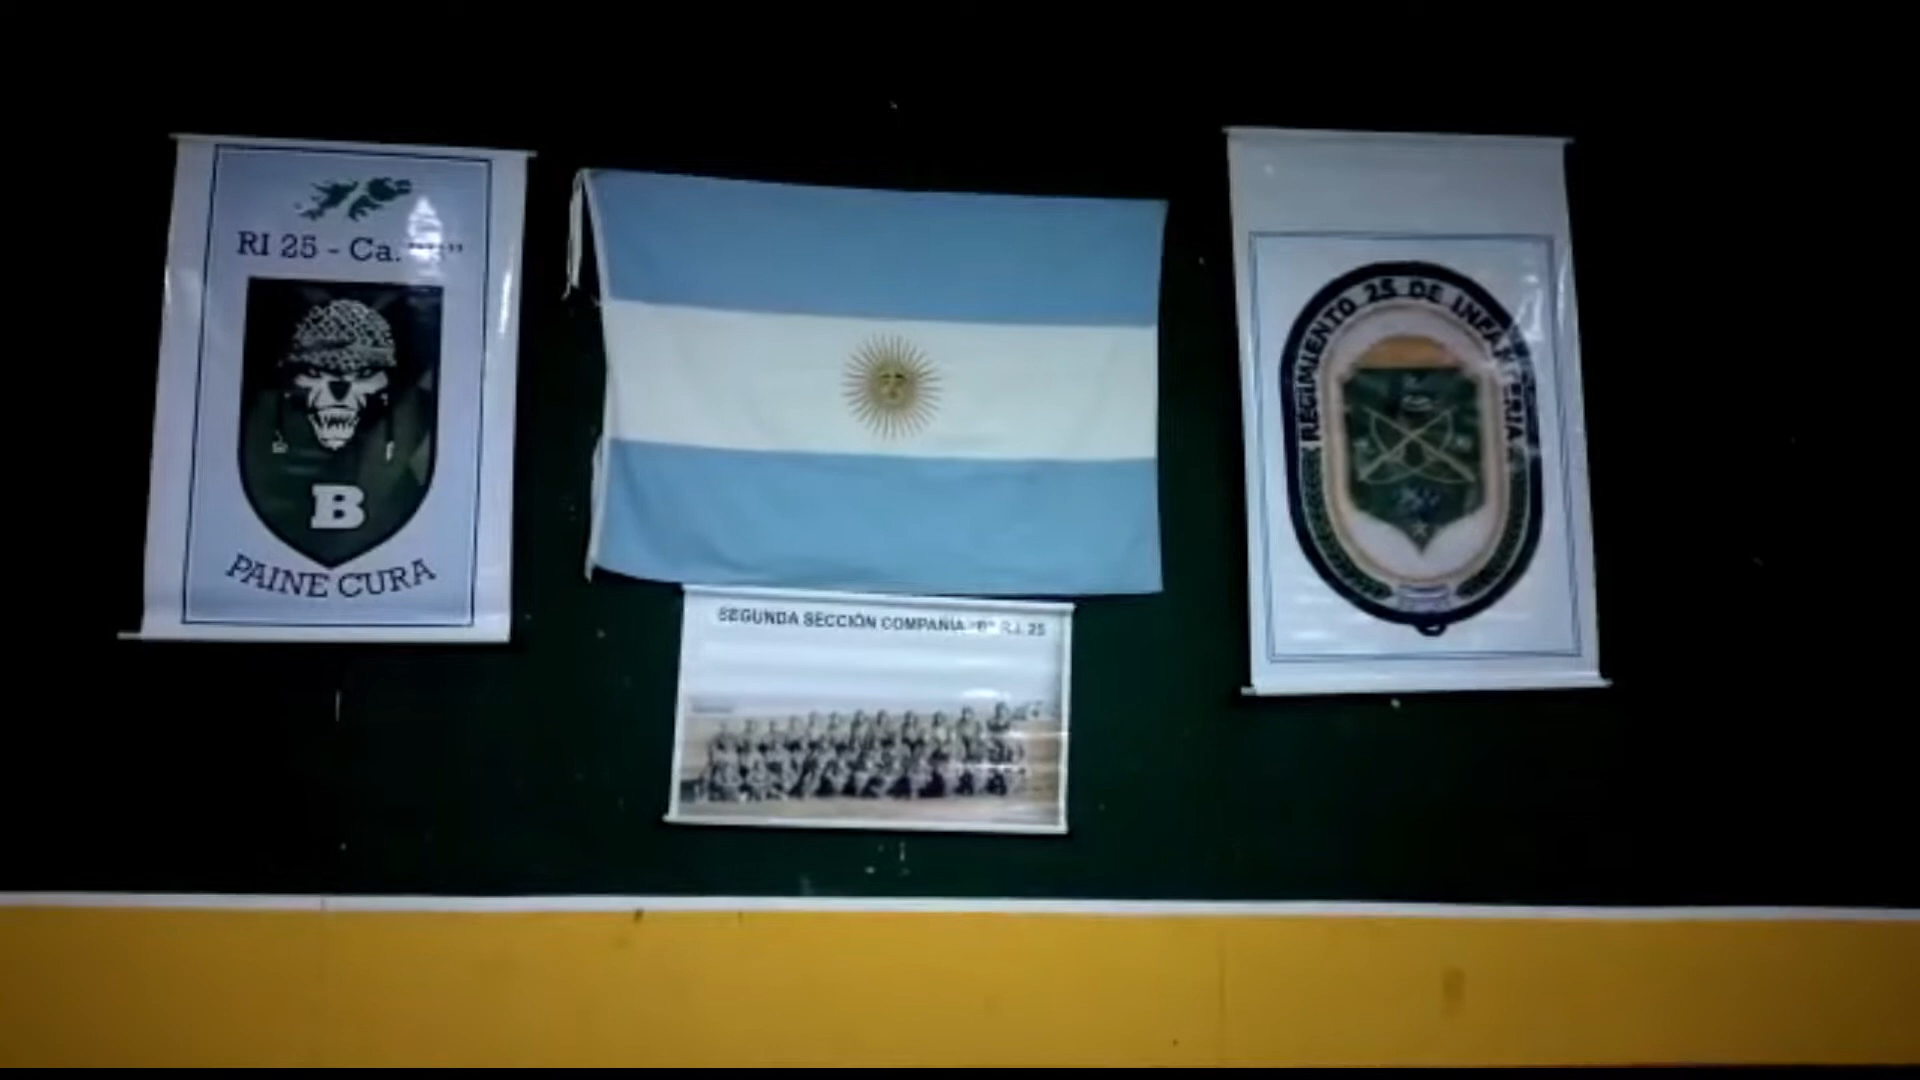 RI 25 - Ca.
B
PAINE CURA
SEGUNDA SECCIÓN COMPAÑIA "B" R.I. 25
REGIMIENTO 25 DE INFANTERIA